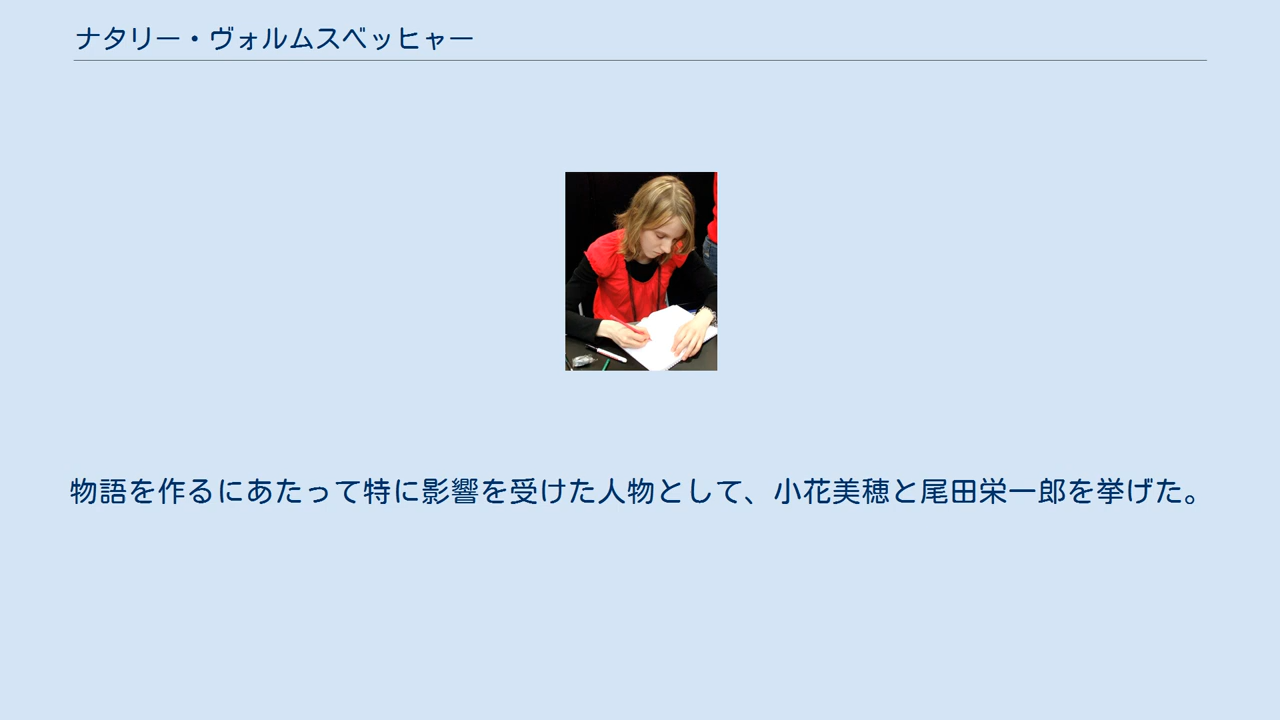 ナタリー・ヴォルムスベッヒャー
物語を作るにあたって特に影響を受けた人物として、小花美穂と尾田栄一郎を挙げた。